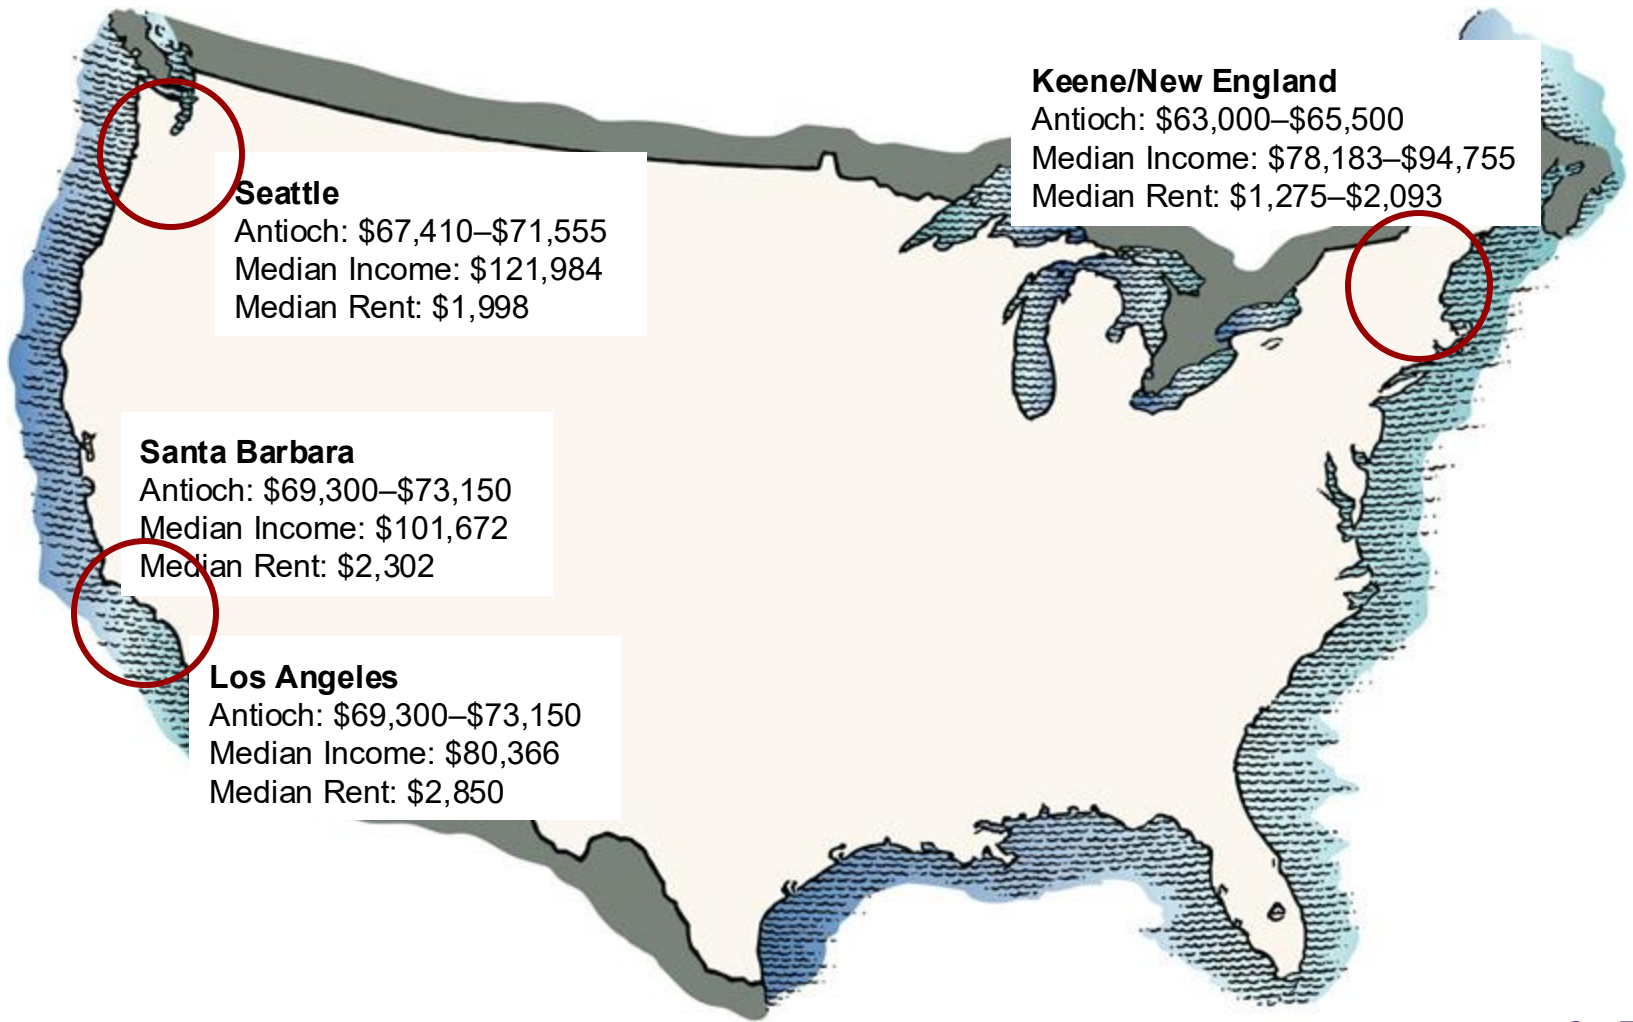 Keene/New England
Antioch: $63,000–$65,500
Median Income: $78,183–$94,755
Median Rent: $1,275–$2,093
Seattle
Antioch: $67,410–$71,555
Median Income: $121,984
Median Rent: $1,998
Santa Barbara
Antioch: $69,300–$73,150
Median Income: $101,672
Median Rent: $2,302
Los Angeles
Antioch: $69,300–$73,150
Median Income: $80,366
Median Rent: $2,850